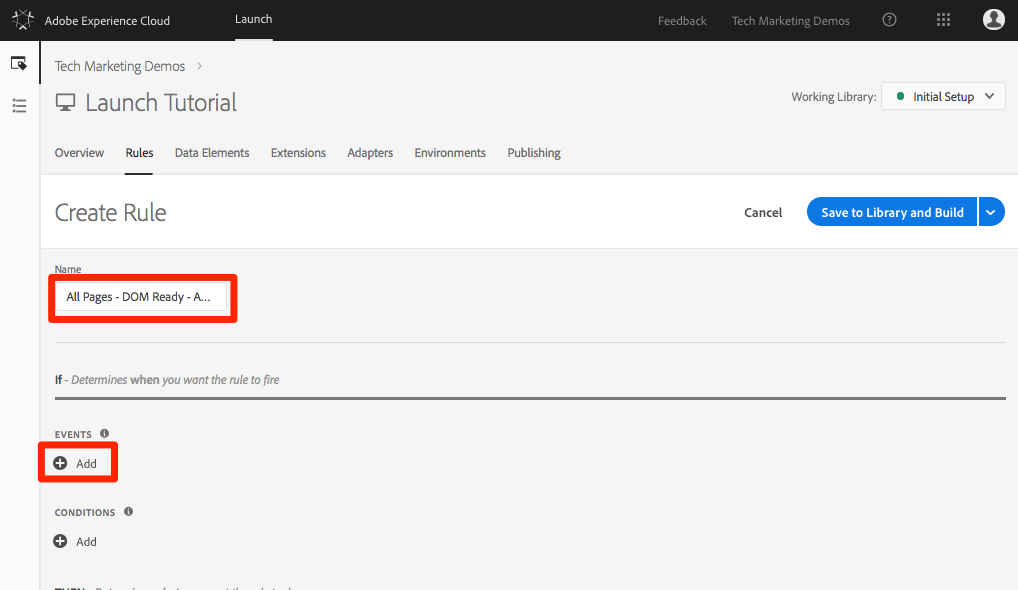 Adobe Experience Cloud Launch Feedback Tech Marketing Demos ?
Tech Marketing Demos >
Launch Tutorial
Working Library: Initial Setup
Overview Rules Data Elements Extensions Adapters Environments Publishing
Create Rule
Cancel Save to Library and Build
Name
All Pages - DOM Ready - A...
If - Determines when you want the rule to fire
EVENTS i
Add
CONDITIONS i
Add